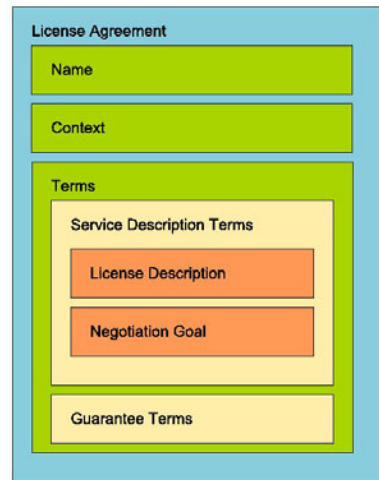 License Agreement
Name
Context
Terms
Service Description Terms
License Description
Negotiation Goal
Guarantee Terms